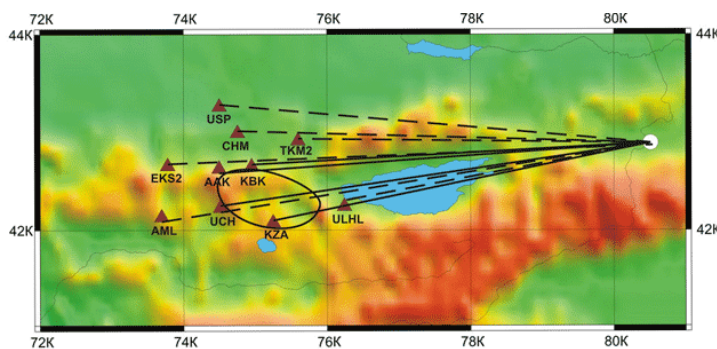 72K 74K 76K 78K 80K
44K 44K
USP
CHM
TKM2
EKS2 AAK KBK
UCH ULHL
AML KZA
42K 42K
72K 74K 76K 78K 80K